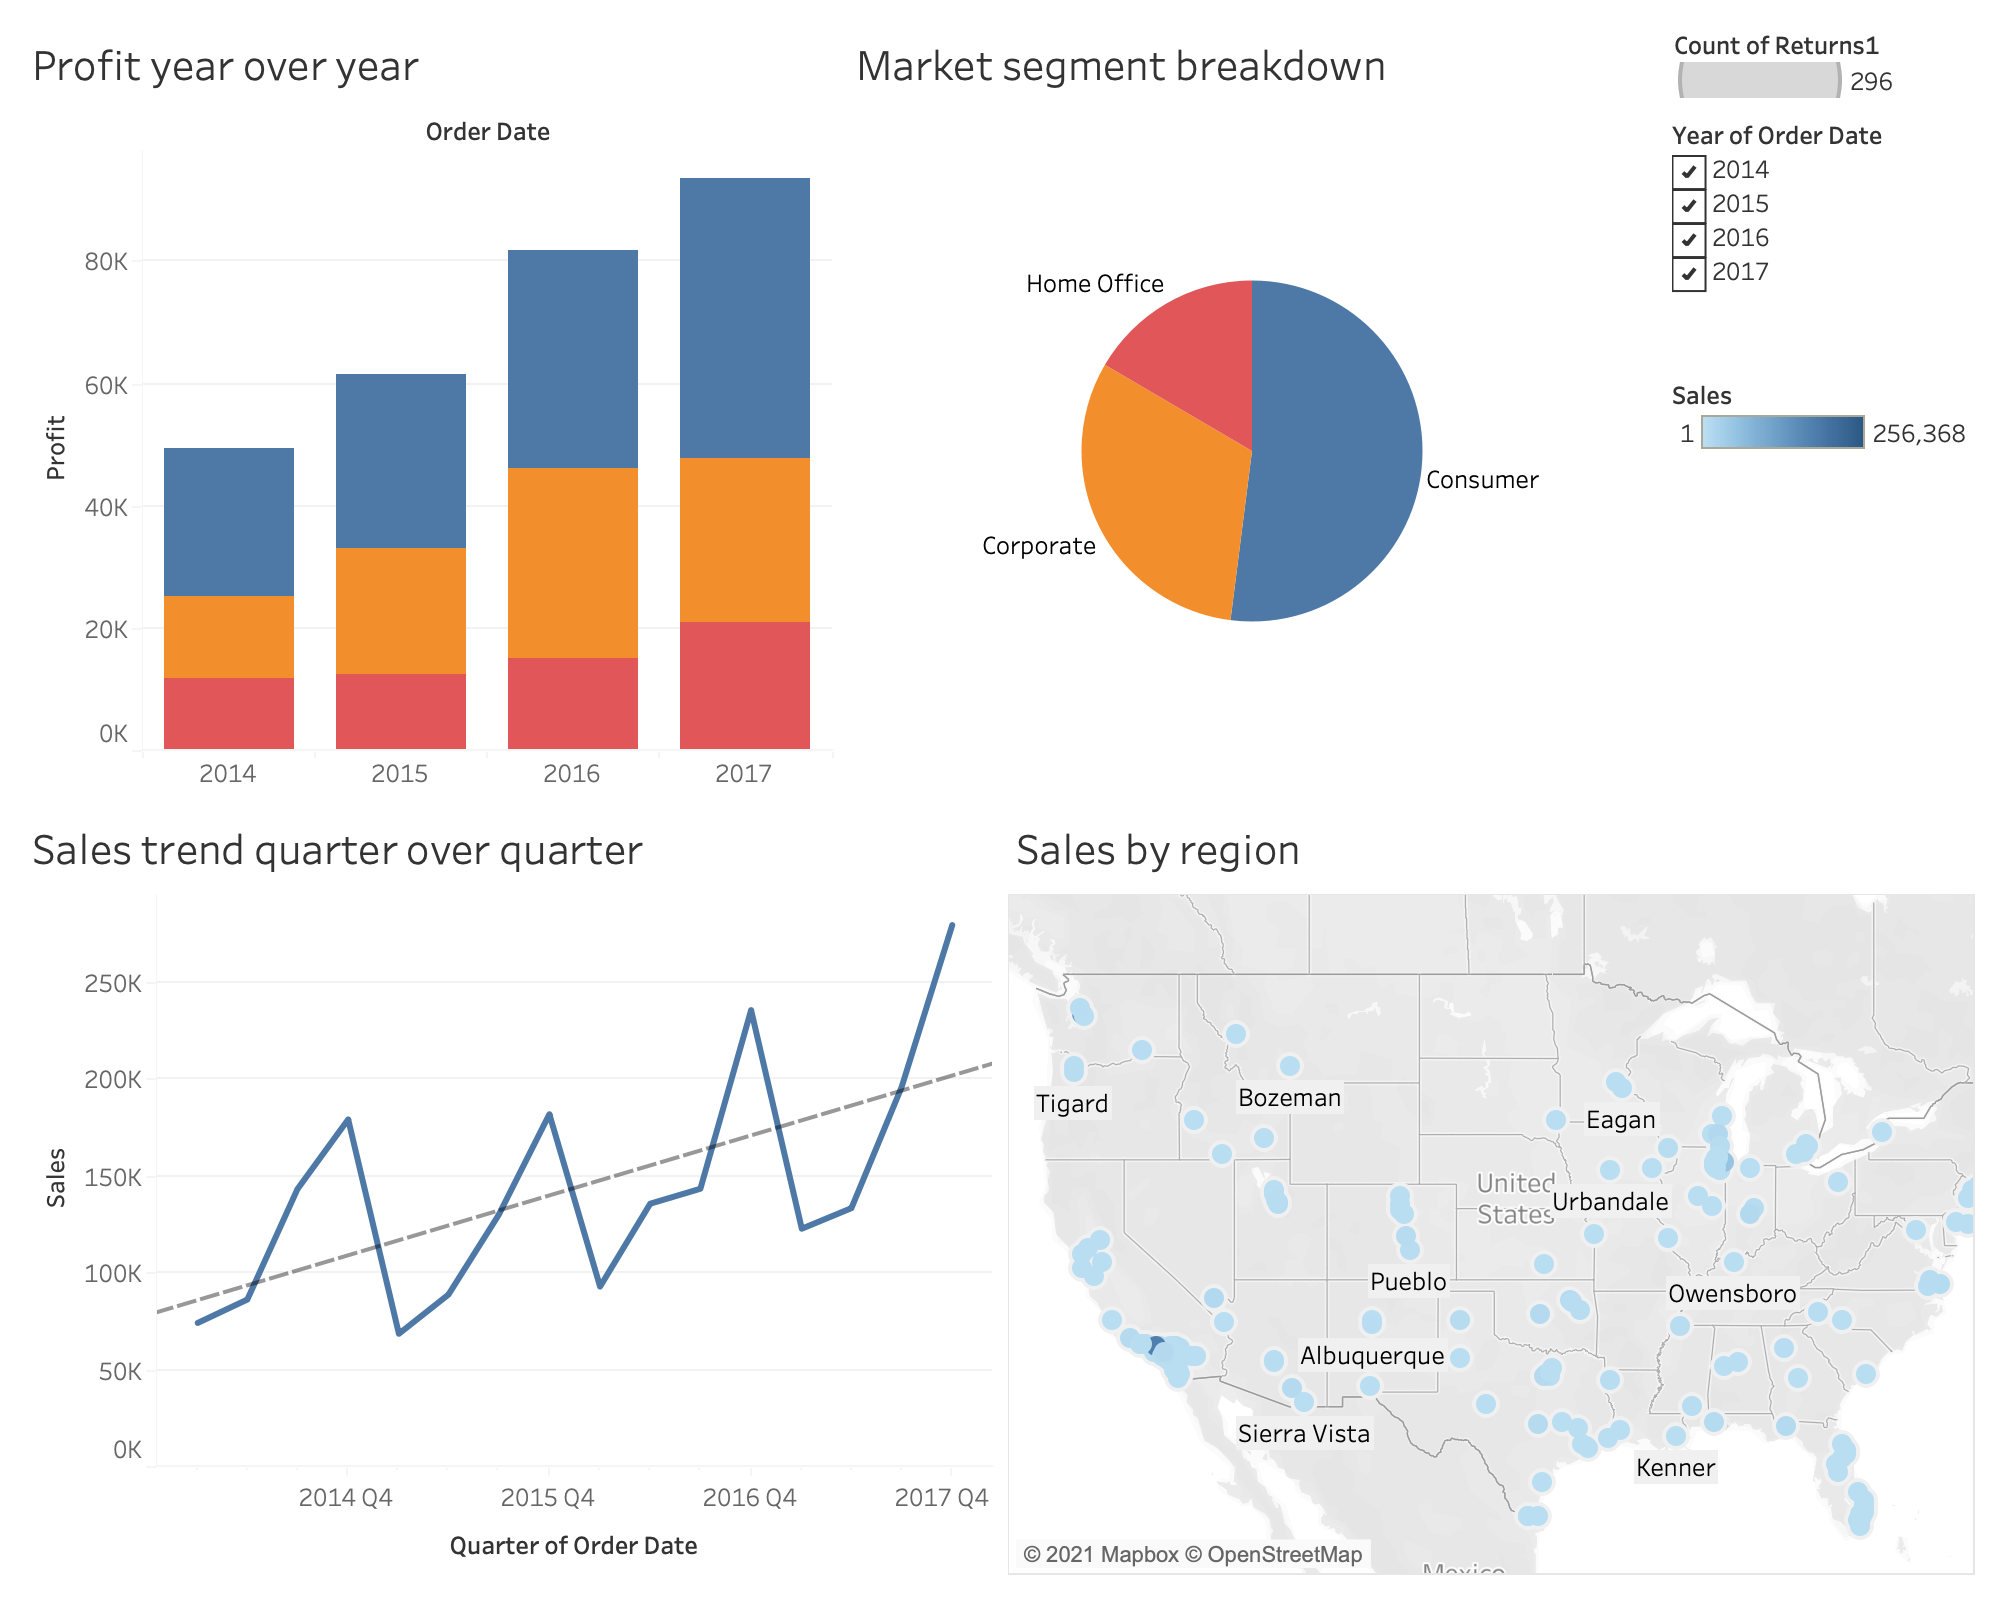 Profit year over year
Order Date
Profit
80K
60K
40K
20K
0K
2014
2015
2016
2017
Market segment breakdown
Home Office
Consumer
Corporate
Count of Returns1
296
Year of Order Date
2014
2015
2016
2017
Sales
1
256,368
Sales trend quarter over quarter
Sales
250K
200K
150K
100K
50K
0K
2014 Q4
2015 Q4
2016 Q4
2017 Q4
Quarter of Order Date
Sales by region
Tigard
Bozeman
Eagan
United
States
Urbandale
Pueblo
Owensboro
Albuquerque
Sierra Vista
Kenner
© 2021 Mapbox © OpenStreetMap
Mexico